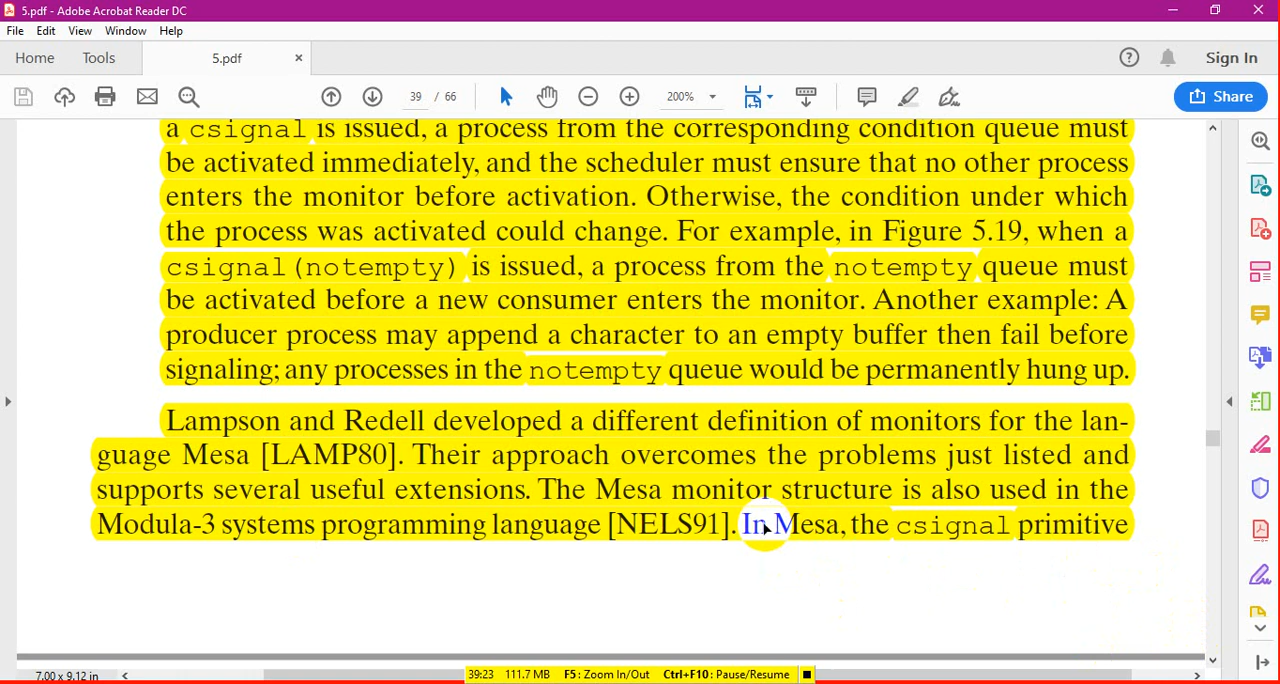 5.pdf - Adobe Acrobat Reader DC
File Edit View Window Help
Home Tools 5.pdf × Sign In
39 / 66 200% Share
a csignal is issued, a process from the corresponding condition queue must
be activated immediately, and the scheduler must ensure that no other process
enters the monitor before activation. Otherwise, the condition under which
the process was activated could change. For example, in Figure 5.19, when a
csignal(notempty) is issued, a process from the notempty queue must
be activated before a new consumer enters the monitor. Another example: A
producer process may append a character to an empty buffer then fail before
signaling; any processes in the notempty queue would be permanently hung up.
Lampson and Redell developed a different definition of monitors for the lan-
guage Mesa [LAMP80]. Their approach overcomes the problems just listed and
supports several useful extensions. The Mesa monitor structure is also used in the
Modula-3 systems programming language [NELS91]. In Mesa, the csignal primitive
7.00 x 9.12 in
39:23 111.7 MB F5: Zoom In/Out Ctrl+F10: Pause/Resume